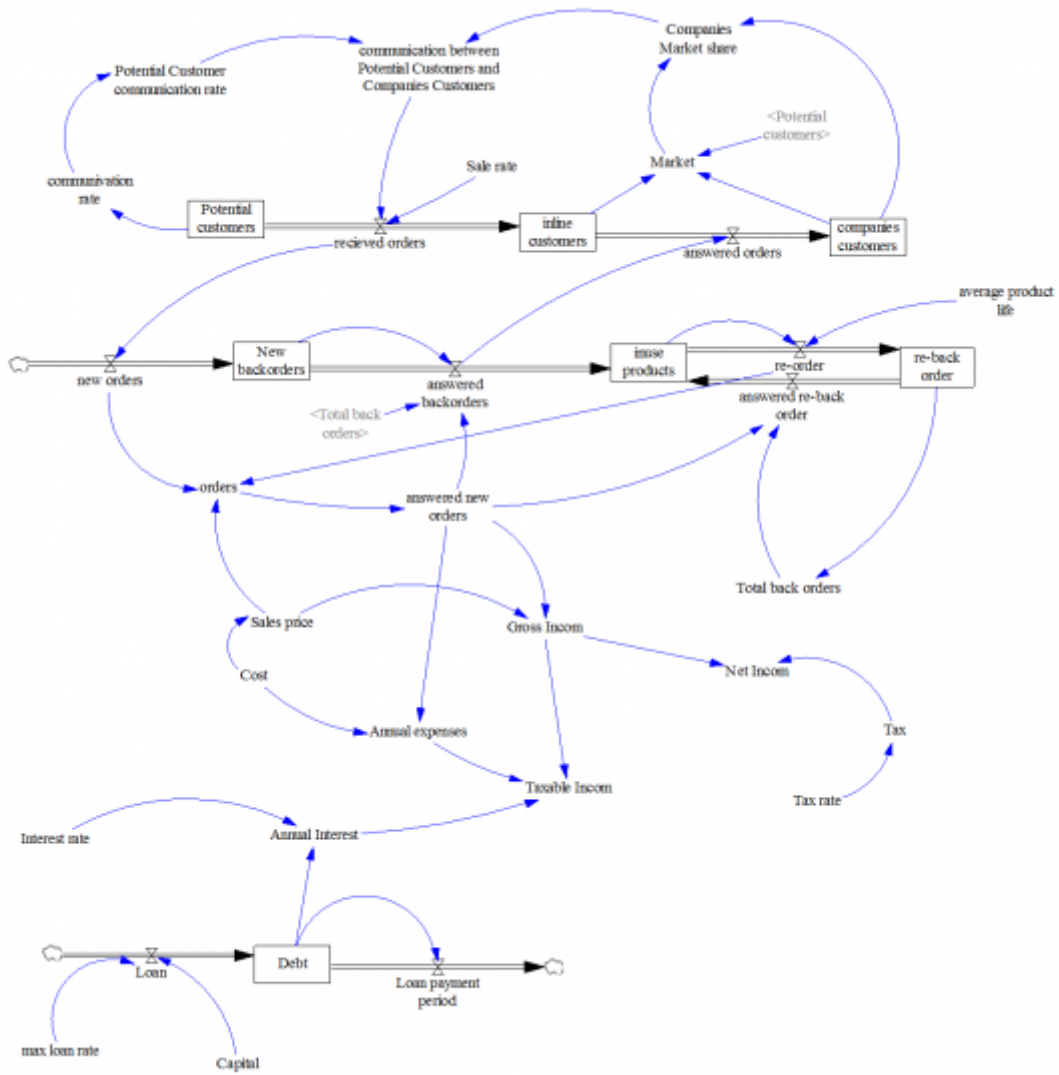 Companies
Market share
communication between
Potential Customers and
Companies Customers
Potential Customer
communication rate
<Potential
customers>
Market
Sale rate
communivation
rate
Potential
customers
recieved orders
inline
customers
answered orders
companies
customers
average product
life
New
backorders
new orders
answered
backorders
inuse
products
re-order
re-back
order
answered re-back
order
<Total back
orders>
orders
answered new
orders
Total back orders
Sales price
Gross Incom
Net Incom
Cost
Annual expenses
Tax
Taxable Incom
Tax rate
Interest rate
Annual Interest
Debt
Loan
Loan payment
period
max loan rate
Capital